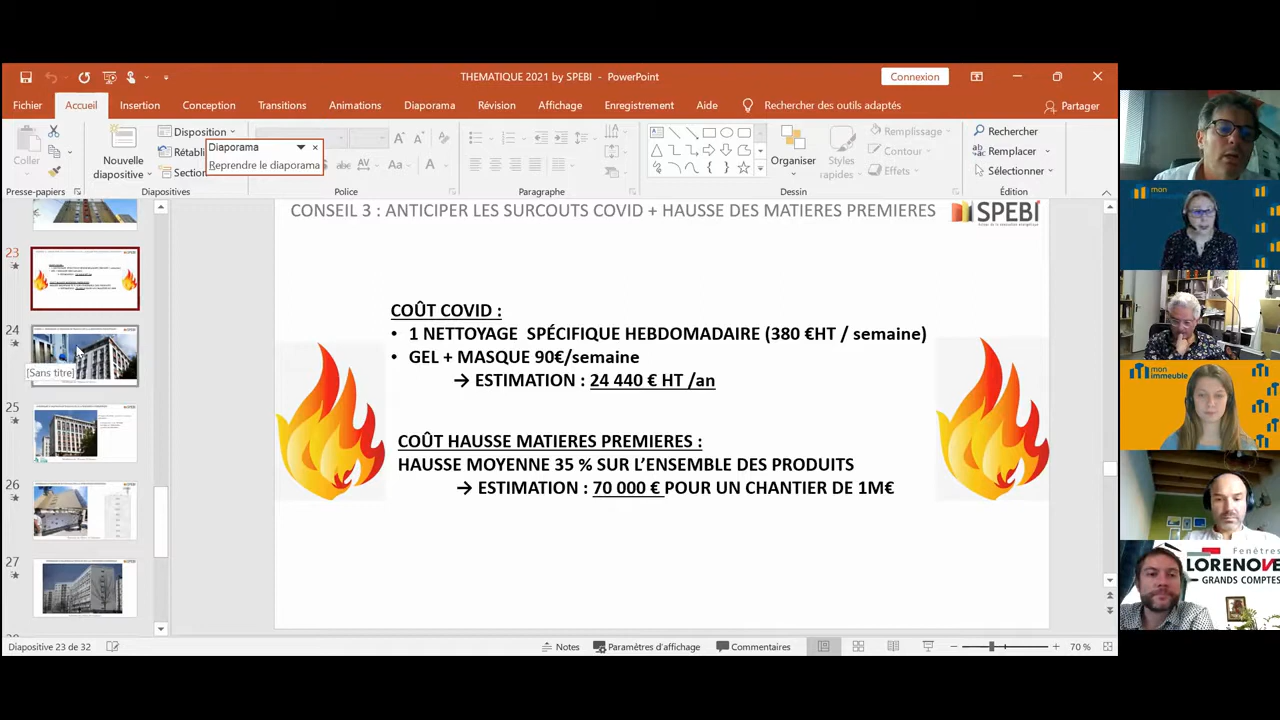 THEMATIQUE 2021 by SPEBI - PowerPoint
Connexion
Fichier
Accueil
Insertion
Conception
Transitions
Animations
Diaporama
Révision
Affichage
Enregistrement
Aide
Rechercher des outils adaptés
Partager
Coller
Nouvelle
diapositive
Disposition
Rétabli
Section
Diaporama
Reprendre le diaporama
Aa
A
Organiser
Styles
rapides
Remplissage
Contour
Effets
Rechercher
Remplacer
Sélectionner
Presse-papiers
Diapositives
Police
Paragraphe
Dessin
Édition
23
24
[Sans titre]
25
26
27
CONSEIL 3 : ANTICIPER LES SURCOUTS COVID + HAUSSE DES MATIERES PREMIERES
SPEBI
COÛT COVID :
• 1 NETTOYAGE SPÉCIFIQUE HEBDOMADAIRE (380 €HT / semaine)
• GEL + MASQUE 90€/semaine
→ ESTIMATION : 24 440 € HT /an
COÛT HAUSSE MATIERES PREMIERES :
HAUSSE MOYENNE 35 % SUR L'ENSEMBLE DES PRODUITS
→ ESTIMATION : 70 000 € POUR UN CHANTIER DE 1M€
Diapositive 23 de 32
Notes
Paramètres d'affichage
Commentaires
70 %
mon
immeuble
mon
immeuble
Fenêtres
LORENOVE
GRANDS COMPTES